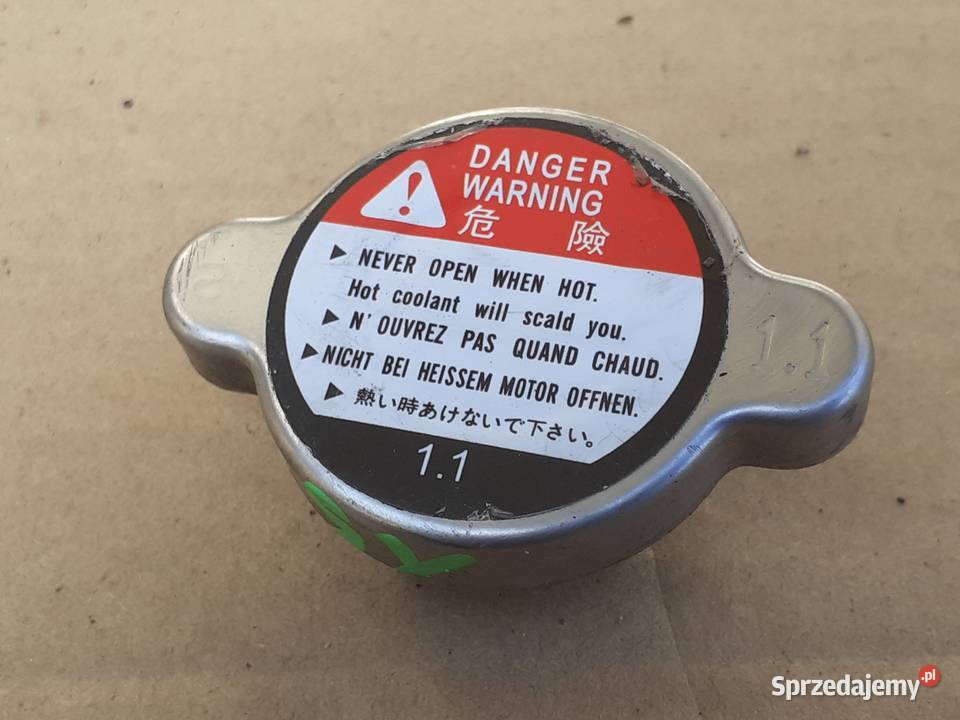 DANGER
WARNING
危 險
▶ NEVER OPEN WHEN HOT.
Hot coolant will scald you.
▶ N'OUVREZ PAS QUAND CHAUD.
▶ NICHT BEI HEISSEM MOTOR OFFNEN.
▶ 熱い時あけないで下さい。
1.1
1.1
Sprzedajemy.pl